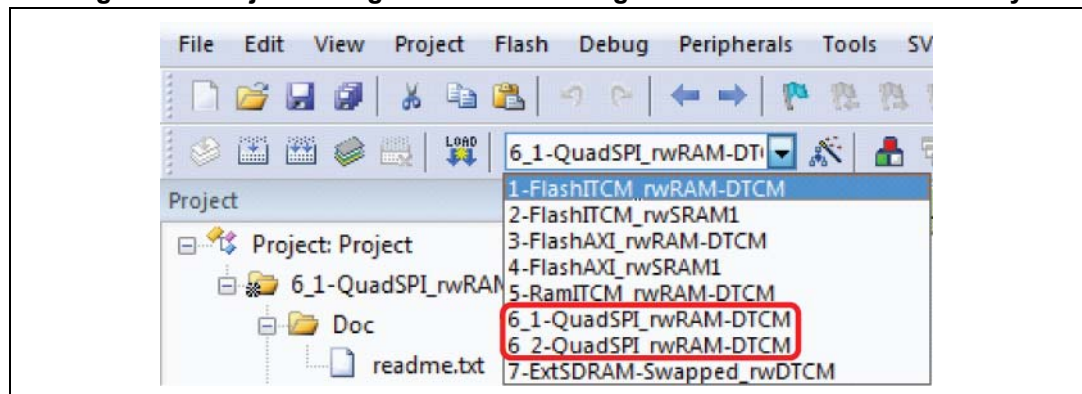 File Edit View Project Flash Debug Peripherals Tools SV
LOAD
6_1-QuadSPI_rwRAM-DT
Project
1-FlashITCM_rwRAM-DTCM
2-FlashITCM_rwSRAM1
3-FlashAXI_rwRAM-DTCM
4-FlashAXI_rwSRAM1
5-RamITCM_rwRAM-DTCM
6_1-QuadSPI_rwRAM-DTCM
6_2-QuadSPI_rwRAM-DTCM
7-ExtSDRAM-Swapped_rwDTCM
Project: Project
6_1-QuadSPI_rwRAM
Doc
readme.txt